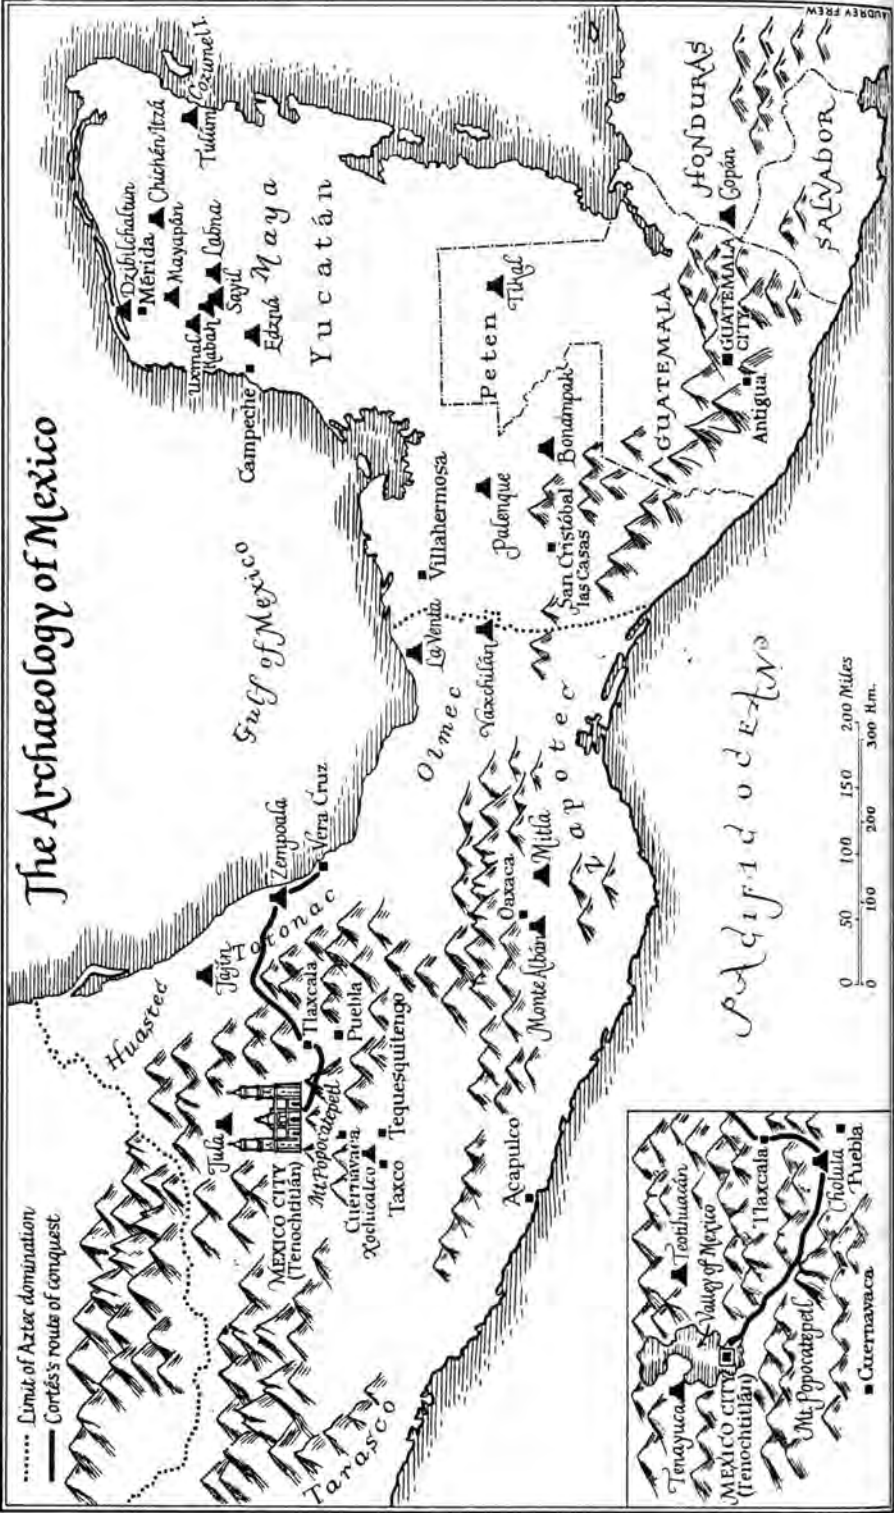 The Archaeology of Mexico
Limit of Aztec domination
Cortés's route of conquest
Gulf of Mexico
PACIFIC OCEAN
Huastec
Totonac
Tarasco
Olmec
Zapotec
Maya
Yucatán
Peten
GUATEMALA
HONDURAS
SALVADOR
Tula
MEXICO CITY
(Tenochtitlán)
Mt. Popocatepetl
Cuernavaca
Xochicalco
Taxco
Tequesquitengo
Acapulco
Tajín
Tlaxcala
Puebla
Zempoala
Vera Cruz
Oaxaca
Monte Albán
Mitla
La Venta
Yaxchilán
Villahermosa
Palenque
San Cristóbal
las Casas
Bonampak
Tikal
Campeche
Edzná
Uxmal
Kabah
Sayil
Labna
Mayapán
Mérida
Dzibilchaltun
Chichén Itzá
Tulum
Cozumel I.
GUATEMALA
CITY
Antigua
Copán
0 50 100 150 200 Miles
0 100 200 300 Km.
Tenayuca
Teotihuacán
Valley of Mexico
MEXICO CITY
(Tenochtitlán)
Mt. Popocatepetl
Tlaxcala
Cholula
Puebla
Cuernavaca
AUDREY FREW